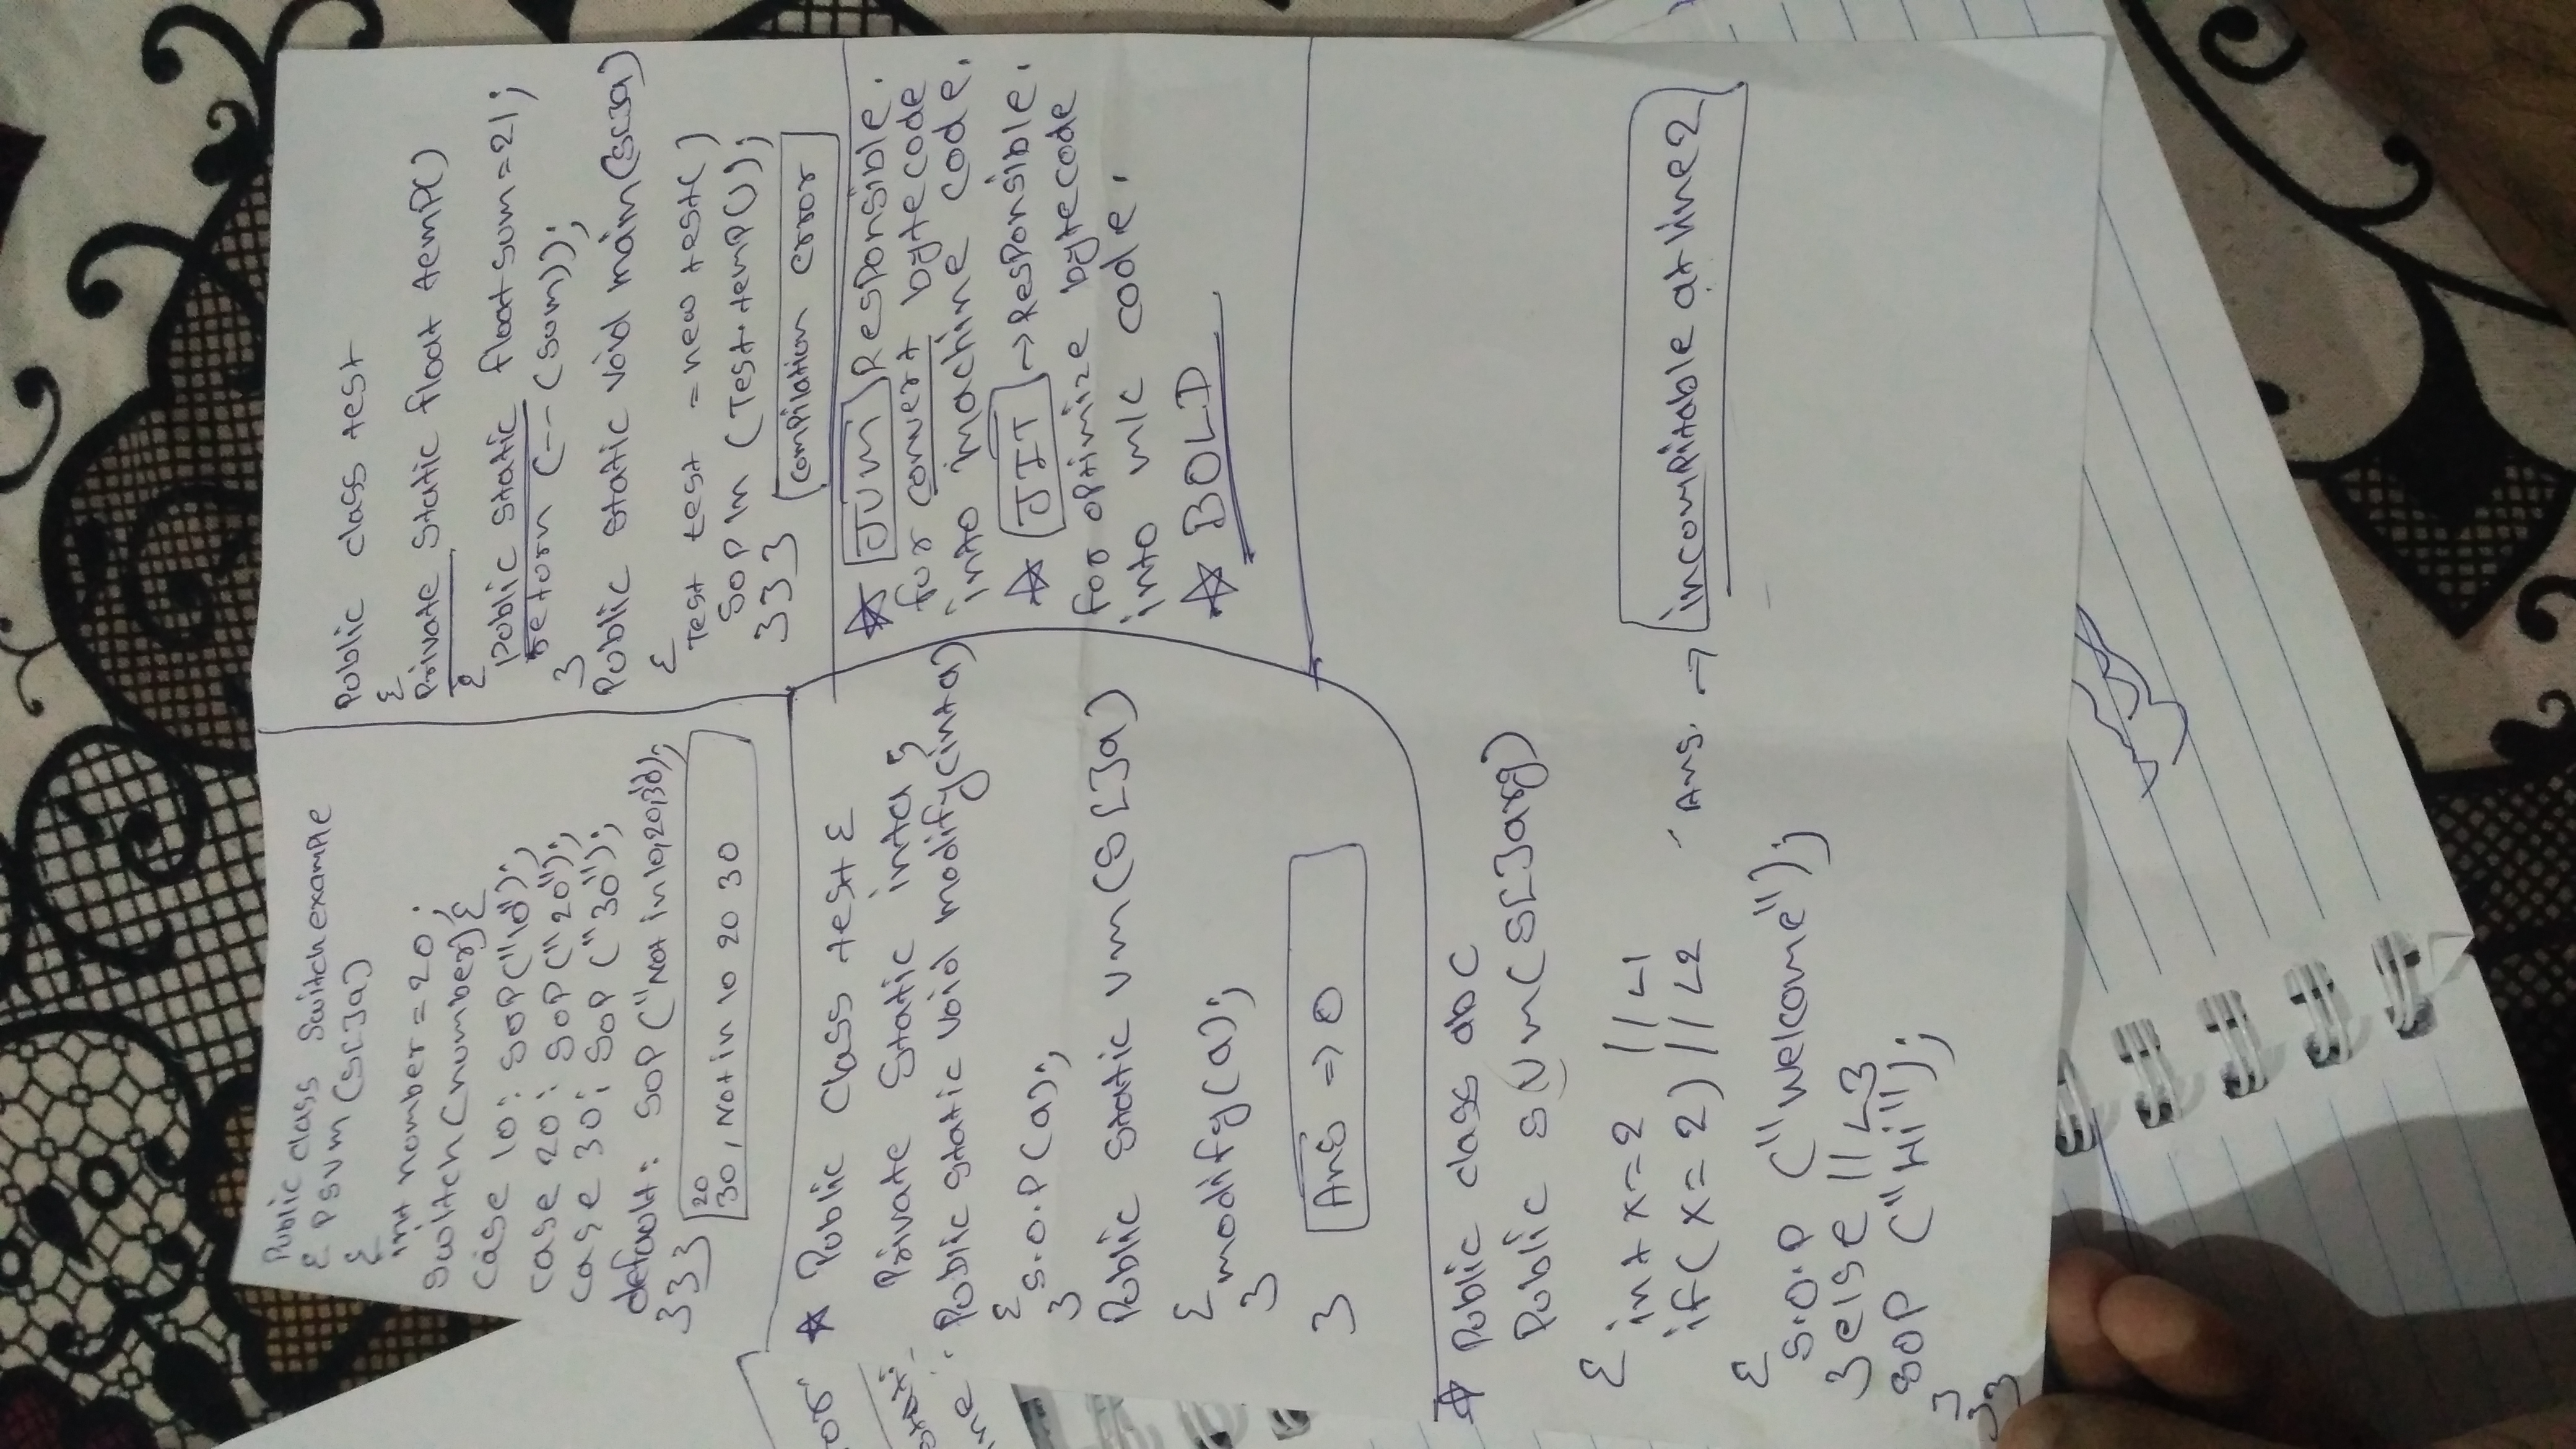 Public class Switch example
{ PSVM (S[]a)
{
int number = 20;
Switch (number) {
case 10: SOP("10");
case 20: SOP("20");
case 30: SOP ("30");
default: SOP ("Not in 10,20,30);
}}}
20
30, Not in 10 20 30
Public class test
{
Private Static float temp()
{
public static float sum = 21;
return (--(sum));
}
Public static void main(S[]a)
{
Test test = new test()
SOP ln (Test.temp());
}}}
compilation error
☆ Public Class test {
Private Static int a;
Public static void modify(int a)
{
S.O.P (a);
}
Public static vm (S[]a)
{
modify (a);
}
}
Ans => 0
☆ JVM Responsible.
for convert bytecode
into machine code.
☆ JIT → Responsible.
for optimize bytecode
into m/c code.
☆ BOLD
☆ Public class abc
Public svm (S[]arg)
{
int x = 2 // L1
if (x = 2) // L2
{
S.O.P ("Welcome");
} else // L3
SOP ("Hi");
}
}}
Ans. → incompitable at line 2